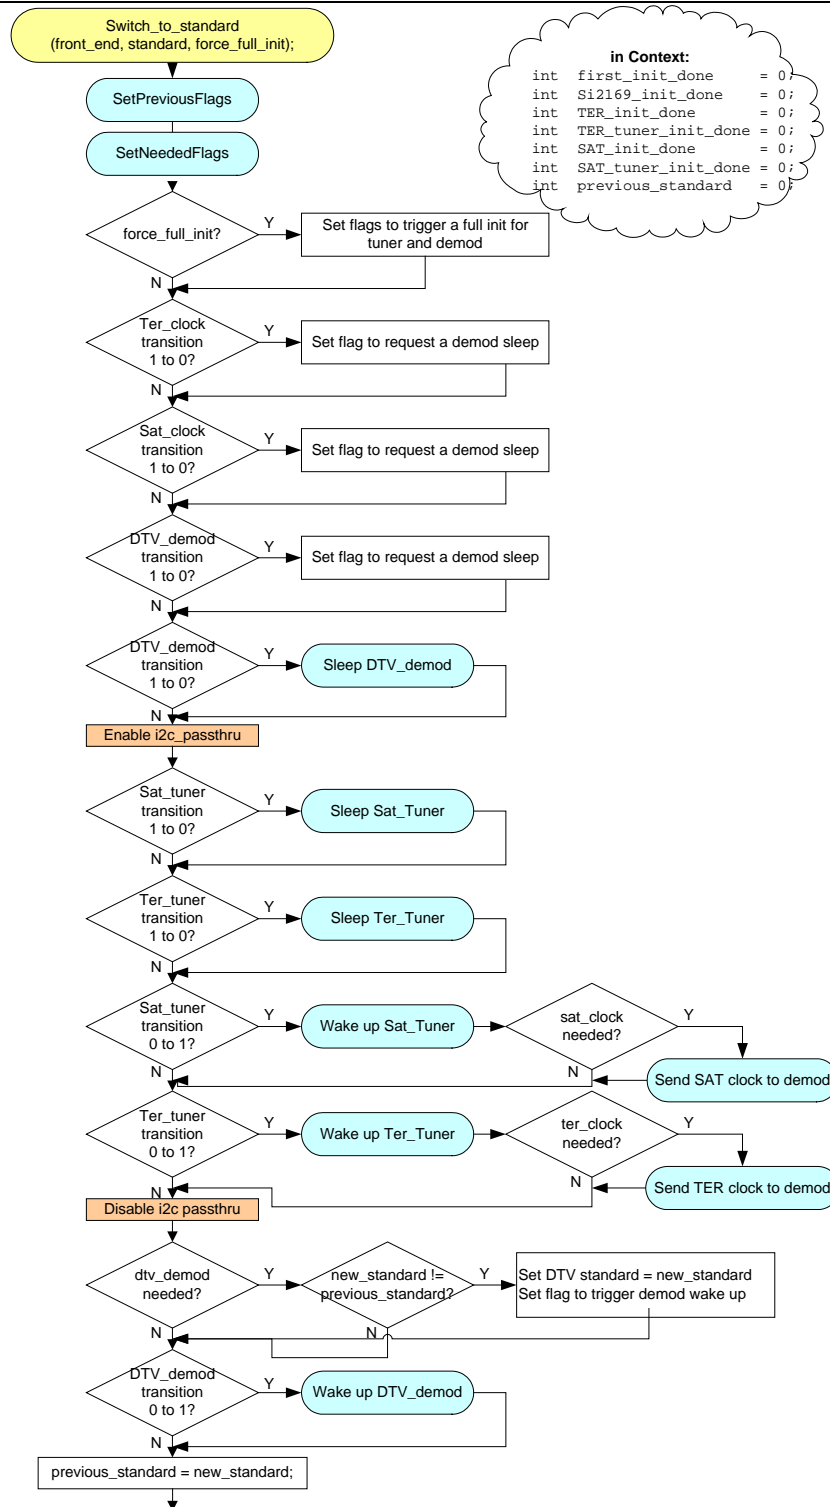 Switch_to_standard
(front_end, standard, force_full_init);
in Context:
int first_init_done = 0;
int Si2169_init_done = 0;
int TER_init_done = 0;
int TER_tuner_init_done = 0;
int SAT_init_done = 0;
int SAT_tuner_init_done = 0;
int previous_standard = 0;
SetPreviousFlags
SetNeededFlags
force_full_init?
Y
Set flags to trigger a full init for
tuner and demod
N
Ter_clock
transition
1 to 0?
Y
Set flag to request a demod sleep
N
Sat_clock
transition
1 to 0?
Y
Set flag to request a demod sleep
N
DTV_demod
transition
1 to 0?
Y
Set flag to request a demod sleep
N
DTV_demod
transition
1 to 0?
Y
Sleep DTV_demod
N
Enable i2c_passthru
Sat_tuner
transition
1 to 0?
Y
Sleep Sat_Tuner
N
Ter_tuner
transition
1 to 0?
Y
Sleep Ter_Tuner
N
Sat_tuner
transition
0 to 1?
Y
Wake up Sat_Tuner
sat_clock
needed?
Y
N
Send SAT clock to demod
N
Ter_tuner
transition
0 to 1?
Y
Wake up Ter_Tuner
ter_clock
needed?
Y
N
Send TER clock to demod
N
Disable i2c passthru
dtv_demod
needed?
Y
new_standard !=
previous_standard?
Y
Set DTV standard = new_standard
Set flag to trigger demod wake up
N
N
DTV_demod
transition
0 to 1?
Y
Wake up DTV_demod
N
previous_standard = new_standard;